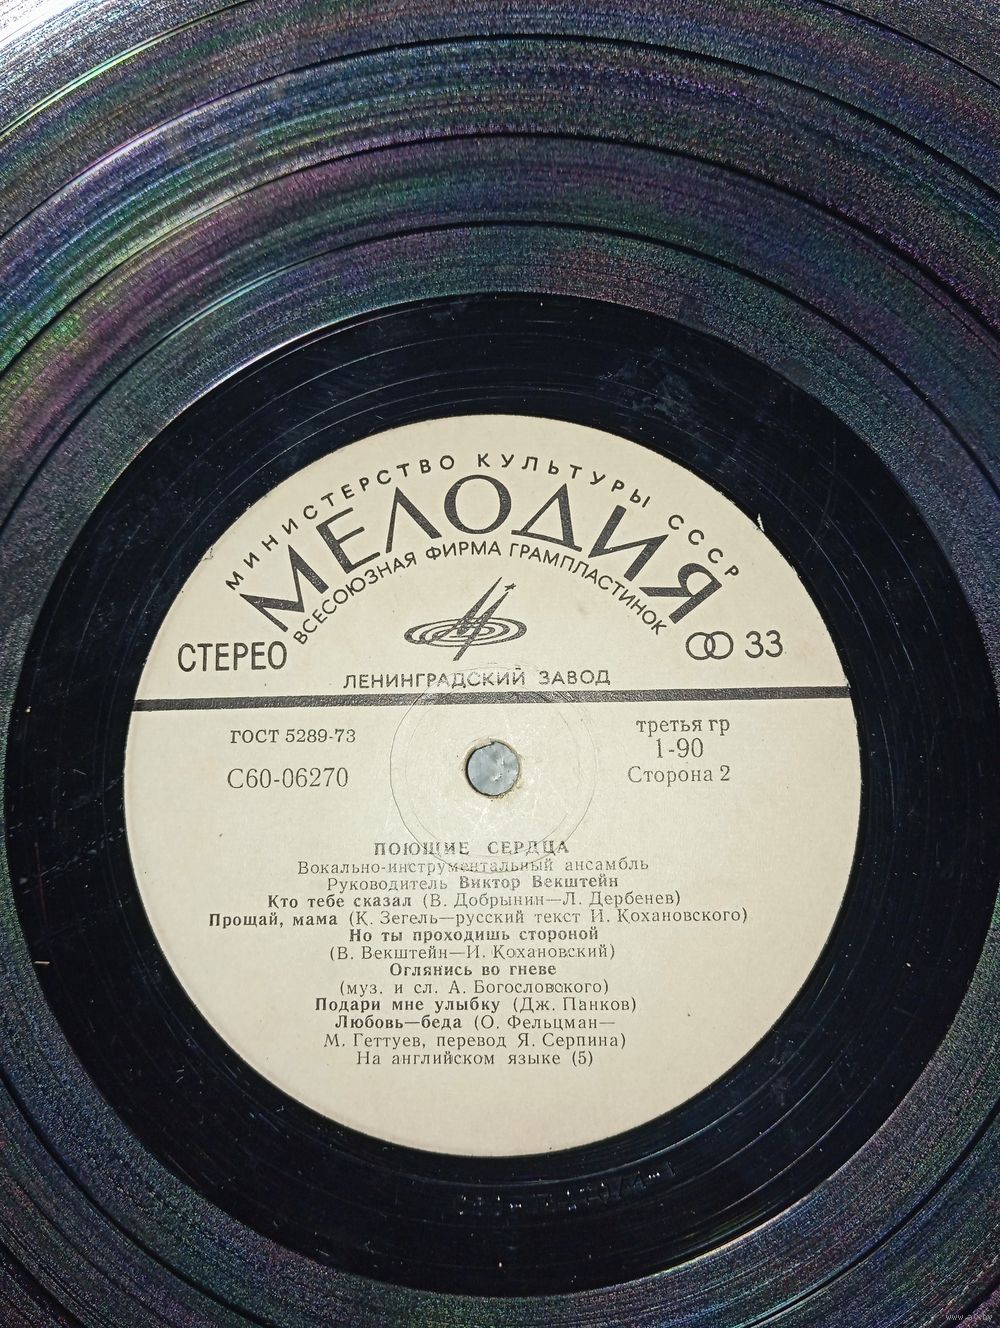 МИНИСТЕРСТВО КУЛЬТУРЫ СССР
МЕЛОДИЯ
ВСЕСОЮЗНАЯ ФИРМА ГРАМПЛАСТИНОК
СТЕРЕО
33
ЛЕНИНГРАДСКИЙ ЗАВОД
ГОСТ 5289-73
третья гр
1-90
С60-06270
Сторона 2
ПОЮЩИЕ СЕРДЦА
Вокально-инструментальный ансамбль
Руководитель Виктор Векштейн
Кто тебе сказал (В. Добрынин—Л. Дербенев)
Прощай, мама (К. Зегель—русский текст И. Кохановского)
Но ты проходишь стороной
(В. Векштейн—И. Кохановский)
Оглянись во гневе
(муз. и сл. А. Богословского)
Подари мне улыбку (Дж. Панков)
Любовь—беда (О. Фельцман—
М. Геттуев, перевод Я. Серпина)
На английском языке (5)